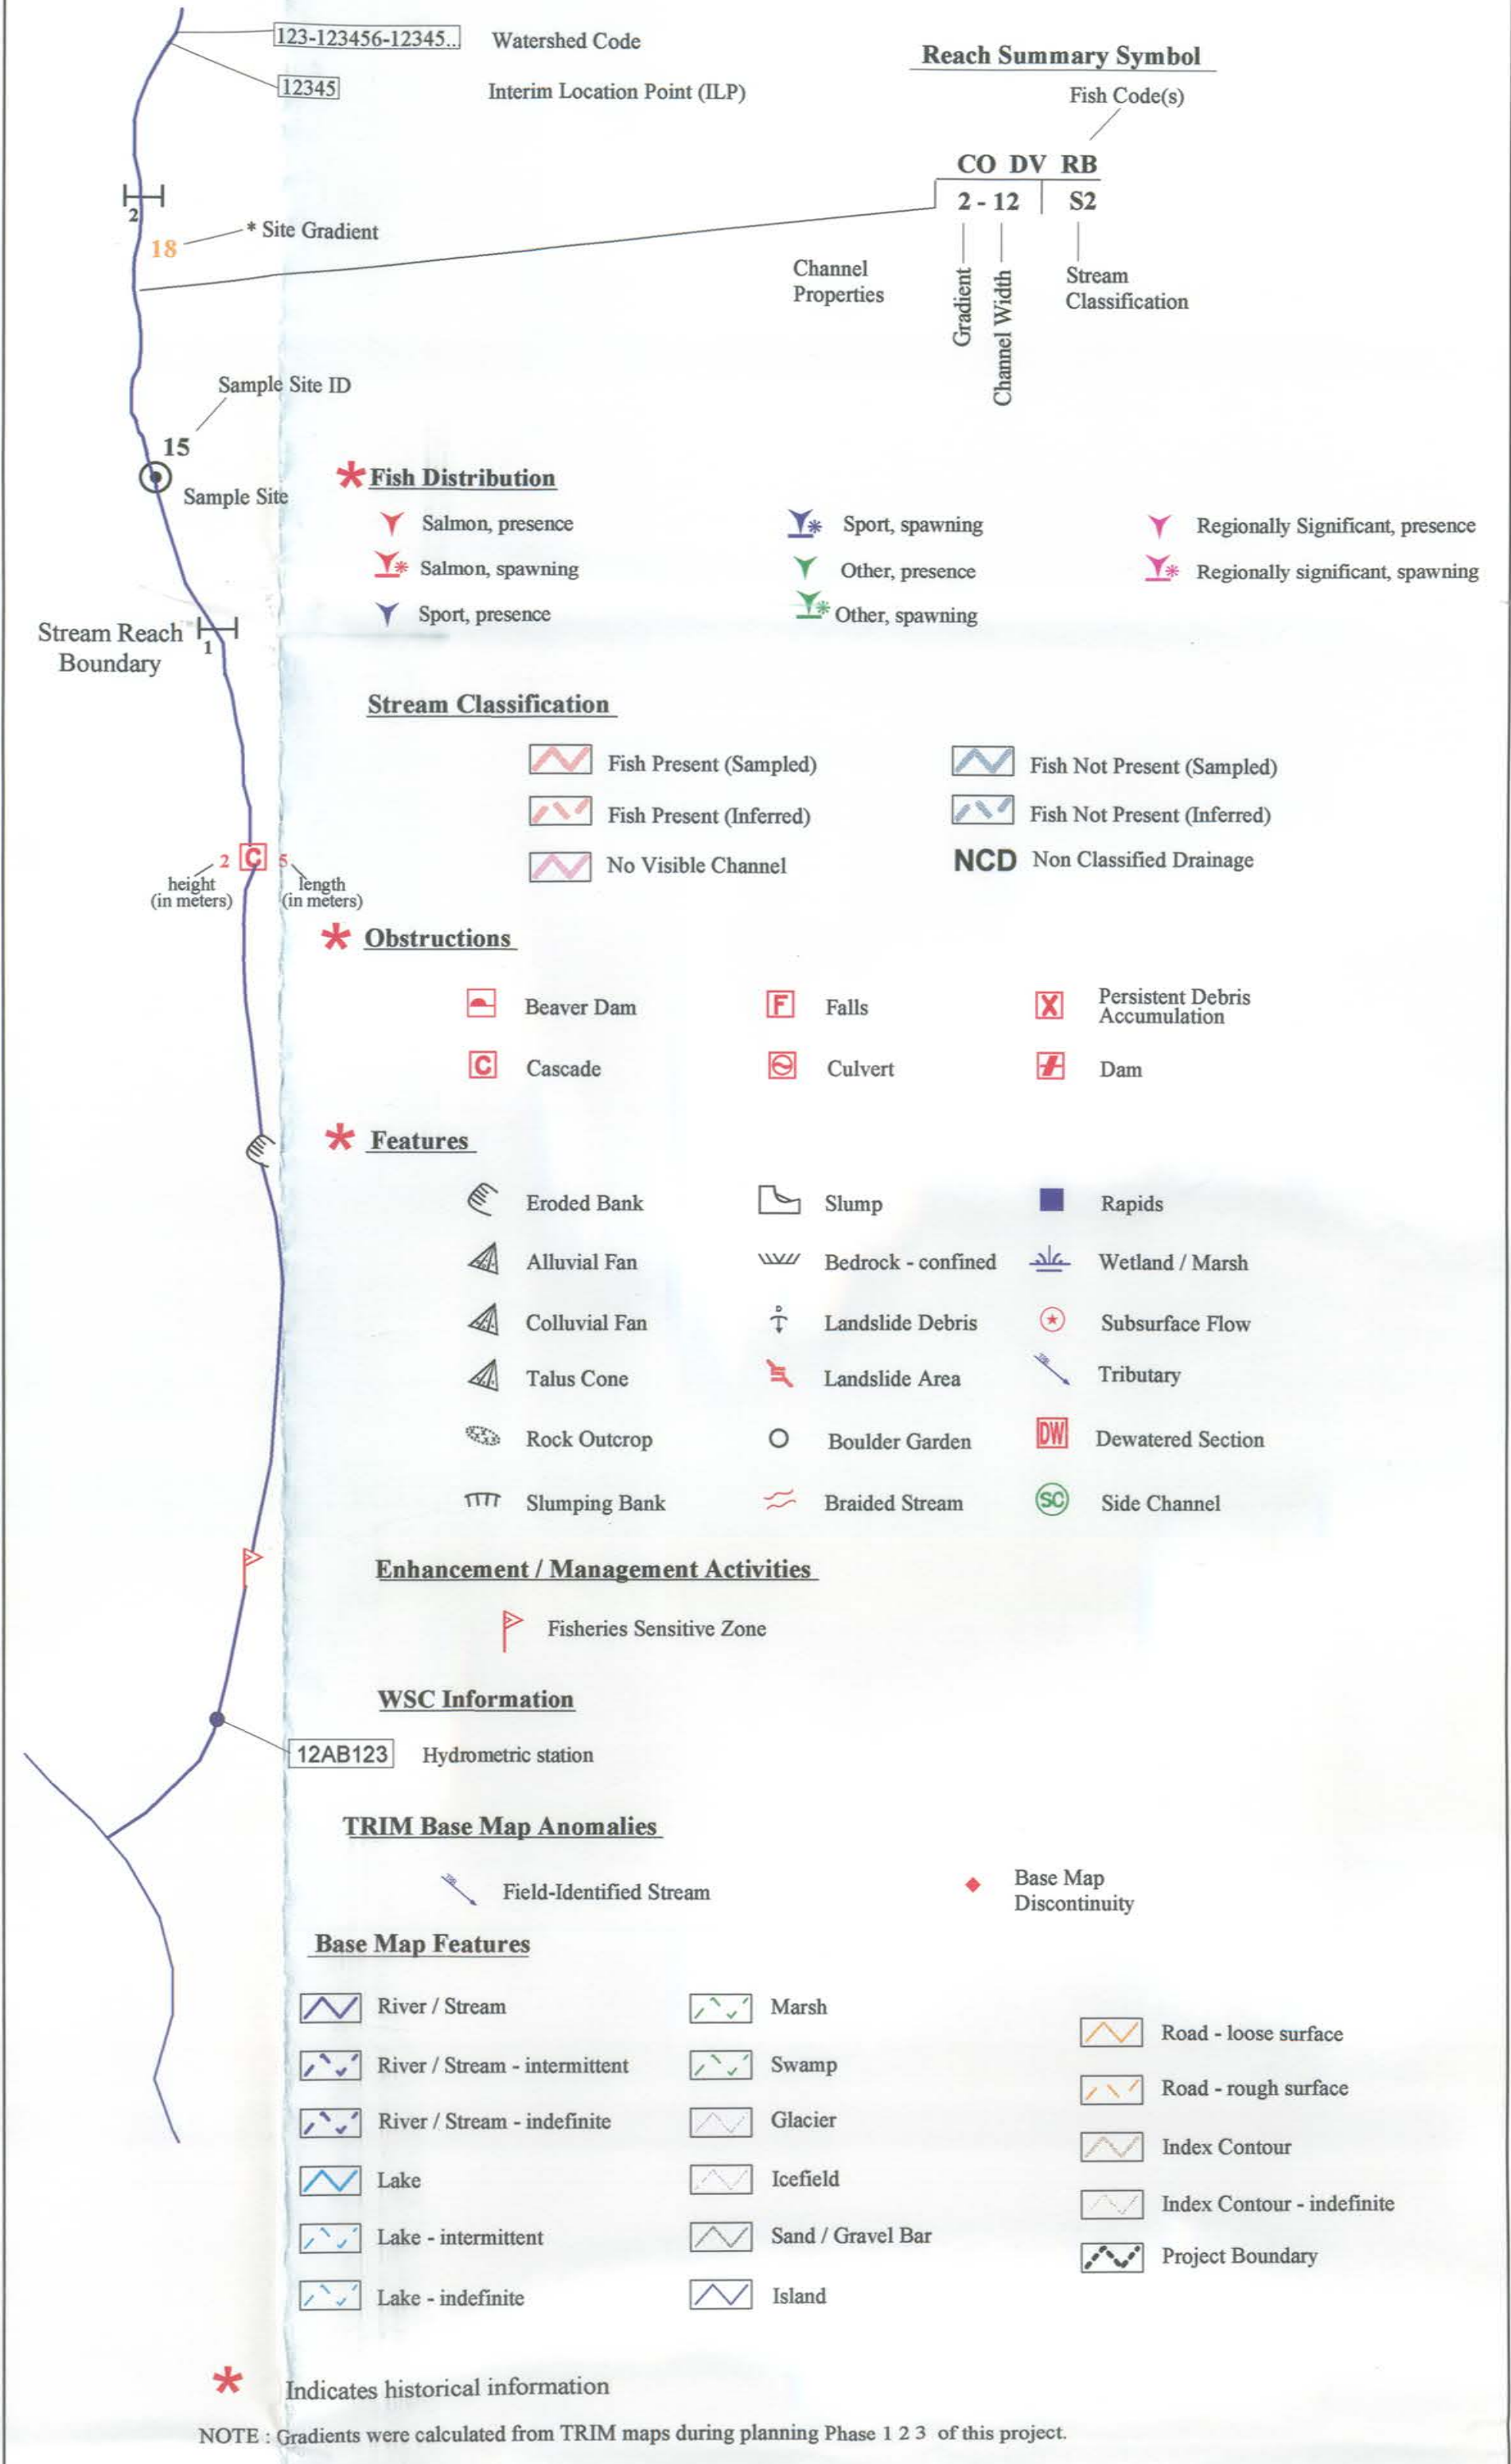 123-123456-12345..
Watershed Code
12345
Interim Location Point (ILP)
Reach Summary Symbol
Fish Code(s)
CO DV RB
2 - 12 S2
Channel
Properties
Gradient
Channel Width
Stream
Classification
2
18
* Site Gradient
Sample Site ID
15
Sample Site
* Fish Distribution
Salmon, presence
Salmon, spawning
Sport, presence
Sport, spawning
Other, presence
Other, spawning
Regionally Significant, presence
Regionally significant, spawning
Stream Reach
Boundary
1
Stream Classification
Fish Present (Sampled)
Fish Present (Inferred)
No Visible Channel
Fish Not Present (Sampled)
Fish Not Present (Inferred)
NCD Non Classified Drainage
2 C 5
height
(in meters)
length
(in meters)
* Obstructions
Beaver Dam
F Falls
X Persistent Debris
Accumulation
C Cascade
Culvert
Dam
* Features
Eroded Bank
Slump
Rapids
Alluvial Fan
Bedrock - confined
Wetland / Marsh
Colluvial Fan
D
Landslide Debris
Subsurface Flow
Talus Cone
Landslide Area
Tributary
Rock Outcrop
Boulder Garden
DW Dewatered Section
Slumping Bank
Braided Stream
SC Side Channel
Enhancement / Management Activities
Fisheries Sensitive Zone
WSC Information
12AB123
Hydrometric station
TRIM Base Map Anomalies
Field-Identified Stream
Base Map
Discontinuity
Base Map Features
River / Stream
River / Stream - intermittent
River / Stream - indefinite
Lake
Lake - intermittent
Lake - indefinite
Marsh
Swamp
Glacier
Icefield
Sand / Gravel Bar
Island
Road - loose surface
Road - rough surface
Index Contour
Index Contour - indefinite
Project Boundary
* Indicates historical information
NOTE : Gradients were calculated from TRIM maps during planning Phase 1 2 3 of this project.